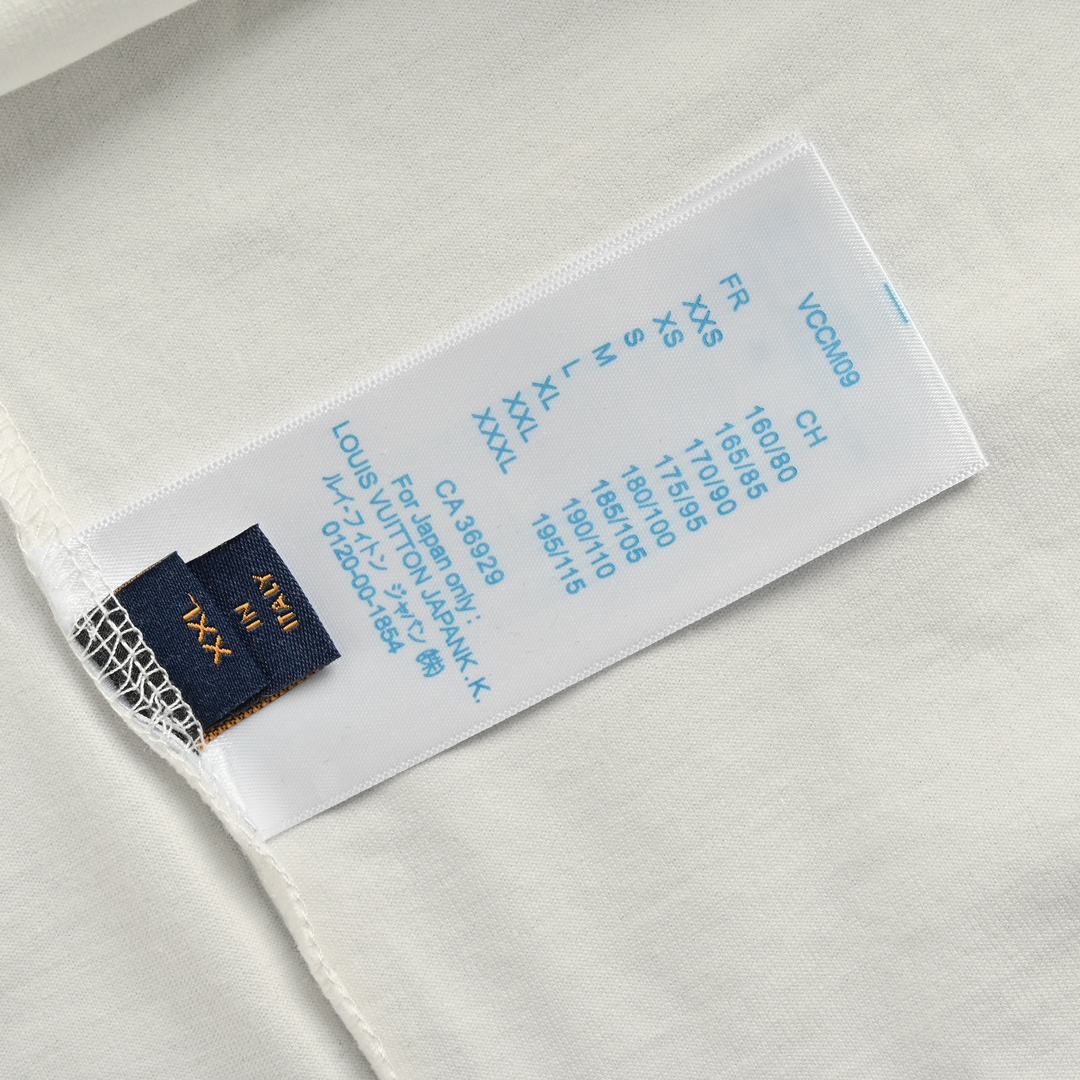 VCCM09
FR CH
XXS 160/80
XS 165/85
S 170/90
M 175/95
L 180/100
XL 185/105
XXL 190/110
XXXL 195/115
CA 36929
For Japan only :
LOUIS VUITTON JAPANK .K.
ルイ-フィトン ジャパン ㈱
0120-00-1854
XXL
IN
ITALY